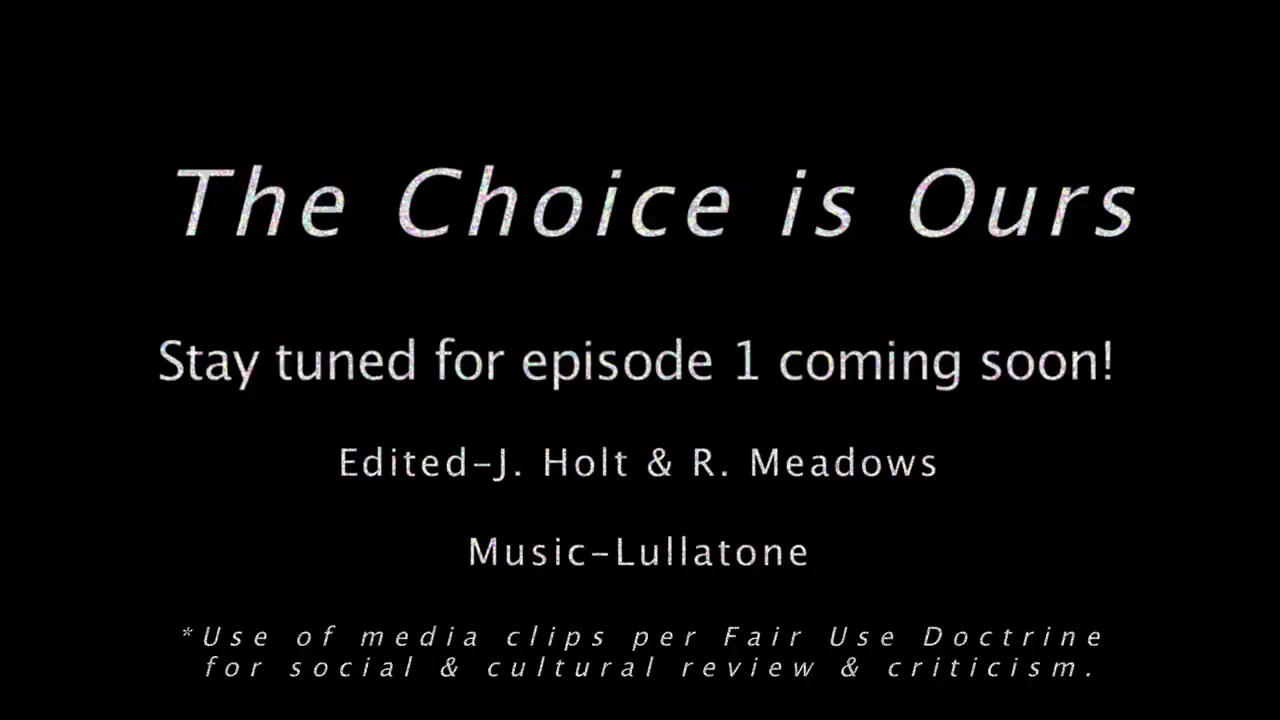 The Choice is Ours
Stay tuned for episode 1 coming soon!
Edited-J. Holt & R. Meadows
Music-Lullatone
*Use of media clips per Fair Use Doctrine
for social & cultural review & criticism.